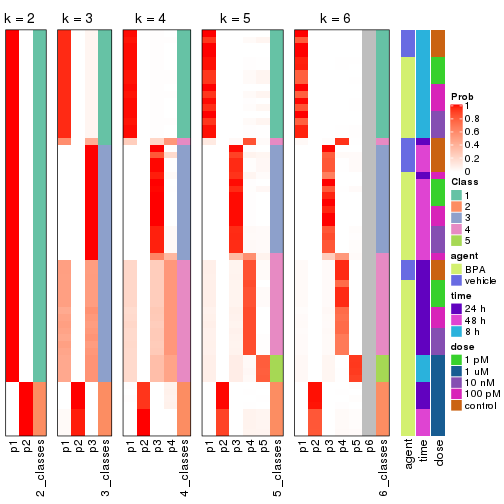 k = 2
k = 3
k = 4
k = 5
k = 6
Prob
1
0.8
0.6
0.4
0.2
0
Class
1
2
3
4
5
agent
BPA
vehicle
time
24 h
48 h
8 h
dose
1 pM
1 uM
10 nM
100 pM
control
p1
p2
2_classes
p1
p2
p3
3_classes
p1
p2
p3
p4
4_classes
p1
p2
p3
p4
p5
5_classes
p1
p2
p3
p4
p5
p6
6_classes
agent
time
dose